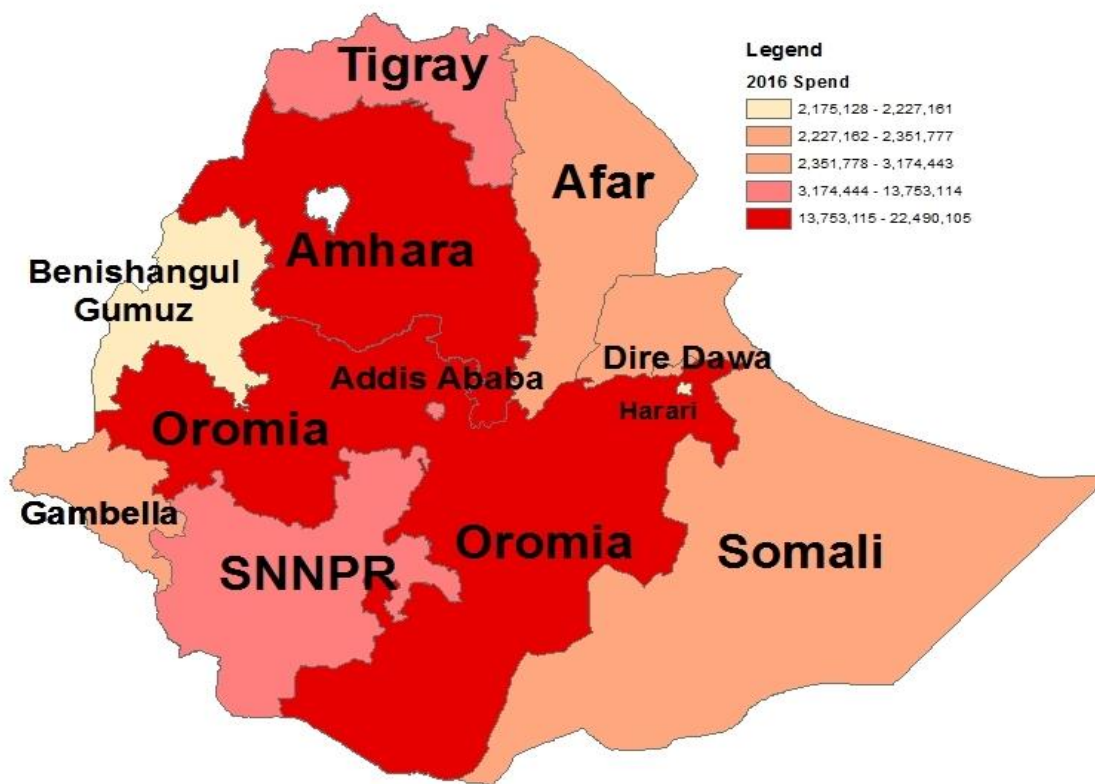 Tigray
Legend
2016 Spend
2,175,128 - 2,227,161
2,227,162 - 2,351,777
2,351,778 - 3,174,443
3,174,444 - 13,753,114
13,753,115 - 22,490,105
Afar
Amhara
Benishangul
Gumuz
Dire Dawa
Addis Ababa
Harari
Oromia
Gambella
Oromia
Somali
SNNPR